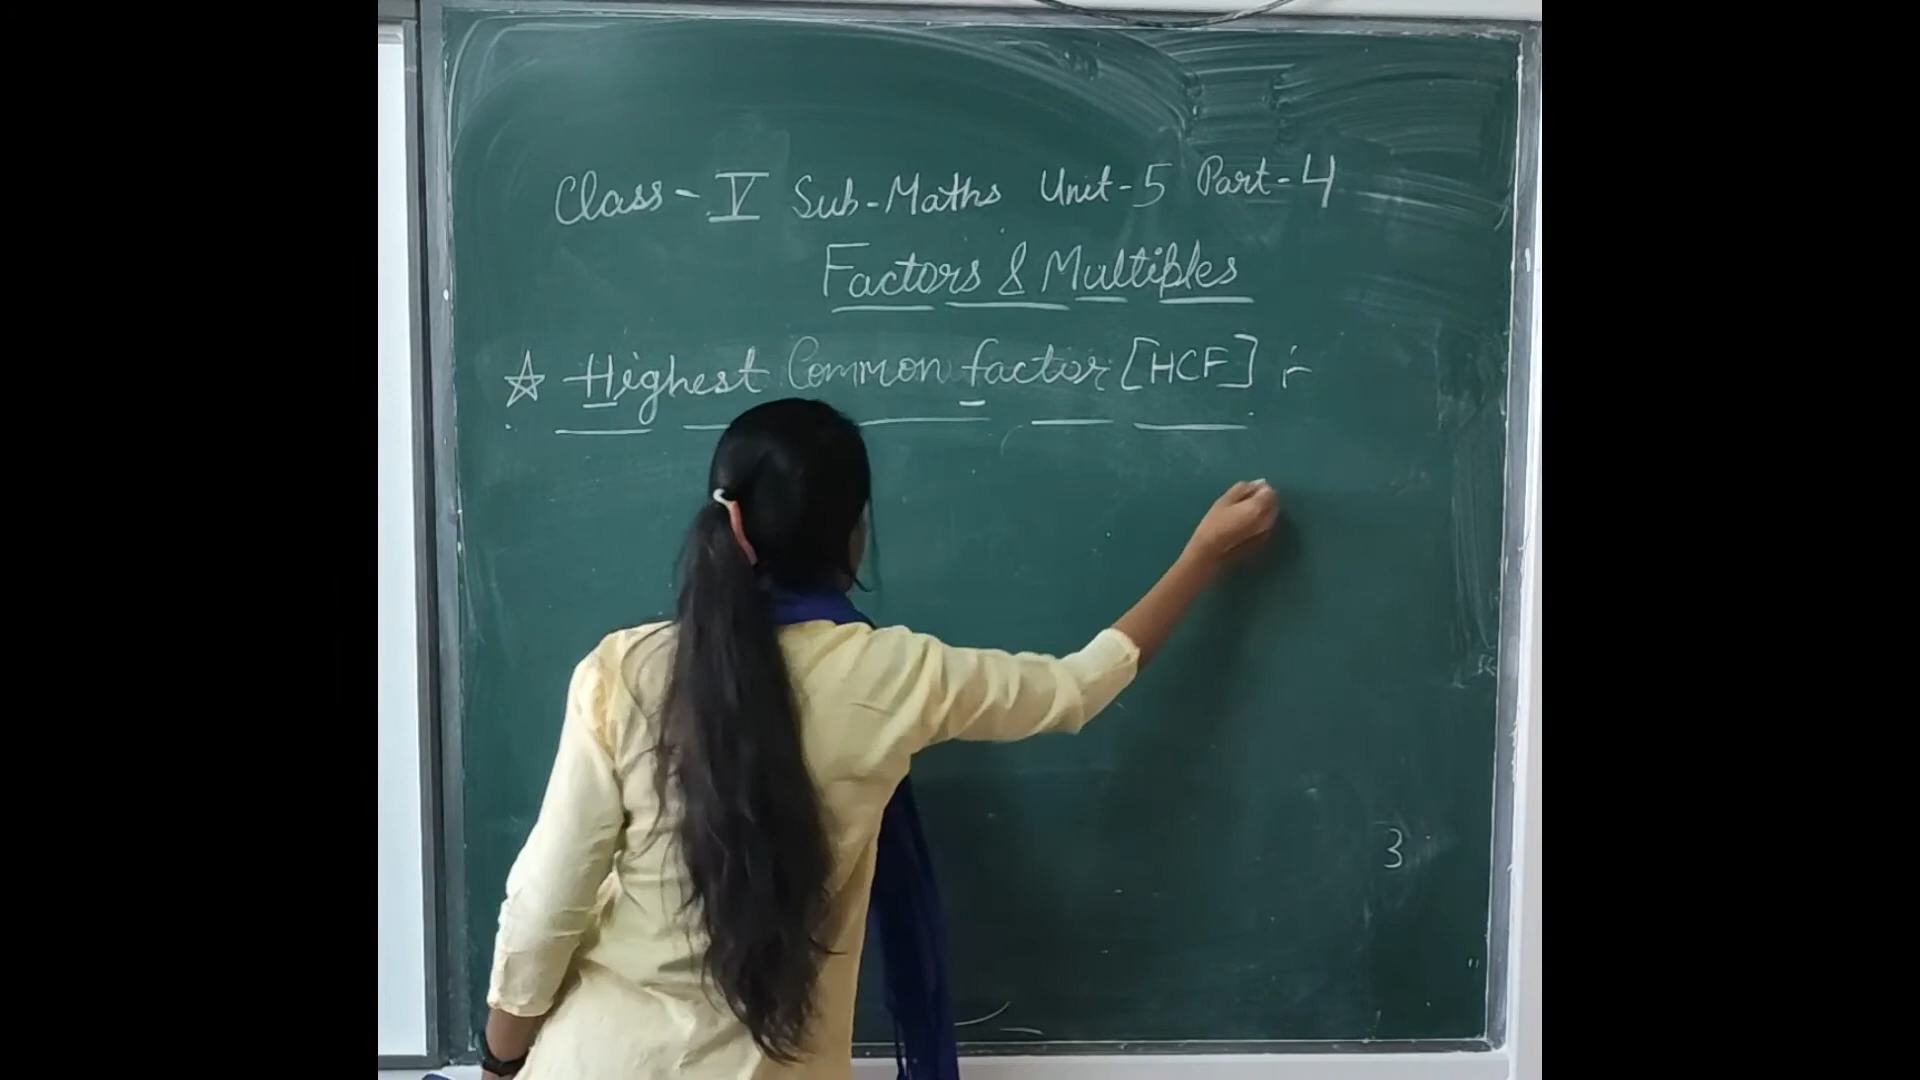 Class - V Sub-Maths Unit-5 Part-4
Factors & Multiples
☆ Highest Common factor [HCF] :-
3